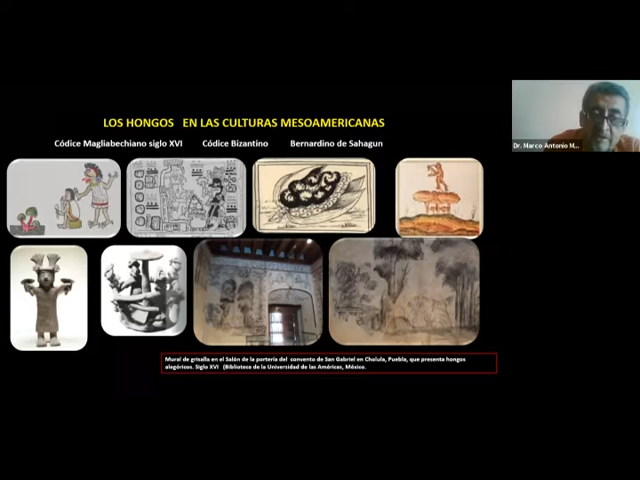 LOS HONGOS EN LAS CULTURAS MESOAMERICANAS
Códice Magliabechiano siglo XVI Códice Bizantino Bernardino de Sahagun
Dr. Marco Antonio M...
Mural de grisalla en el Salón de la portería del convento de San Gabriel en Cholula, Puebla, que presenta hongos
alegóricos. Siglo XVI (Biblioteca de la Universidad de las Américas, México.